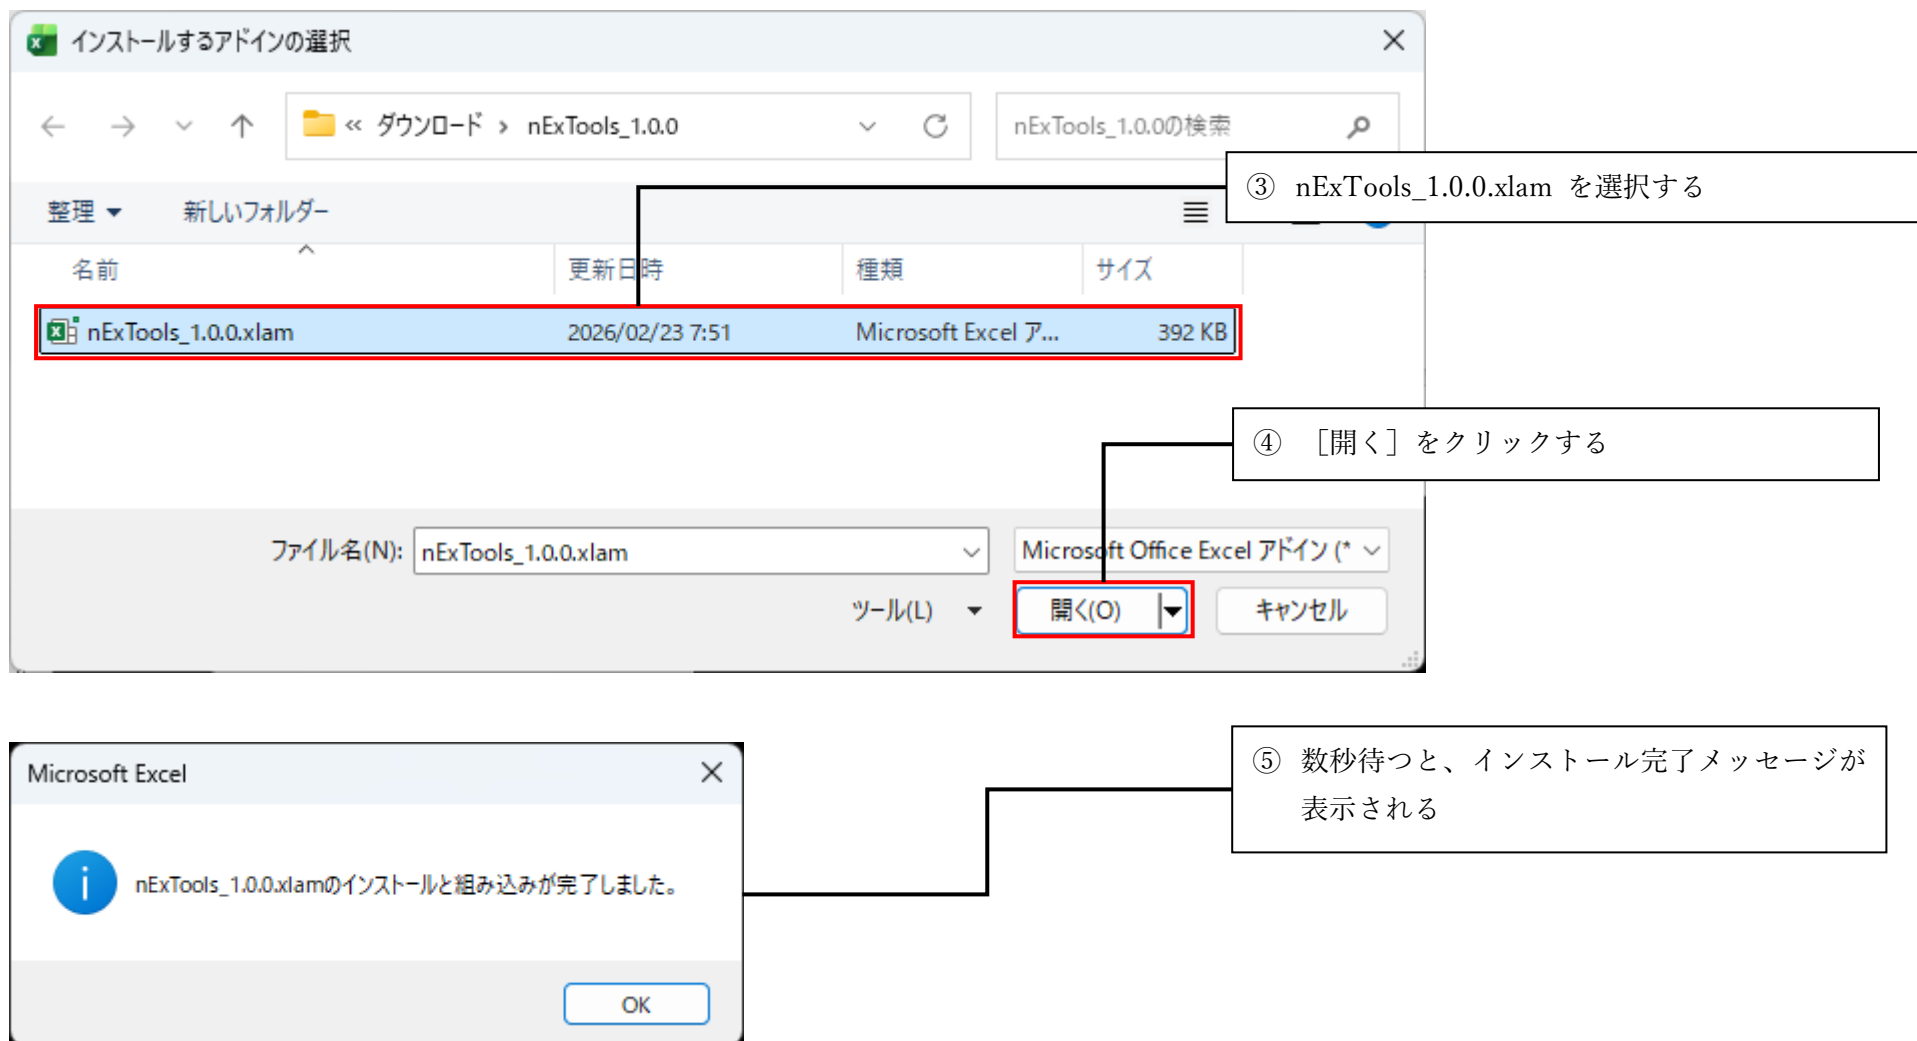 インストールするアドインの選択
« ダウンロード › nExTools_1.0.0
nExTools_1.0.0の検索
③ nExTools_1.0.0.xlam を選択する
整理 新しいフォルダー
名前 更新日時 種類 サイズ
nExTools_1.0.0.xlam 2026/02/23 7:51 Microsoft Excel ア... 392 KB
④ ［開く］をクリックする
ファイル名(N): nExTools_1.0.0.xlam Microsoft Office Excel アドイン (*
ツール(L) 開く(O) キャンセル
⑤ 数秒待つと、インストール完了メッセージが
表示される
Microsoft Excel
nExTools_1.0.0.xlamのインストールと組み込みが完了しました。
OK